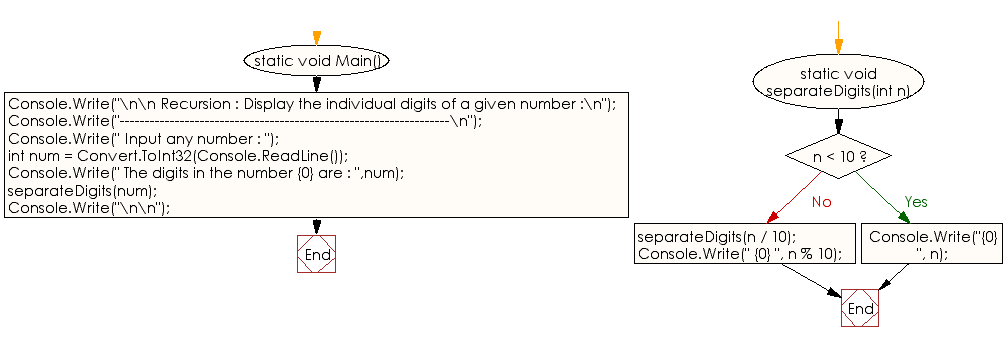 static void Main()
Console.Write("\n\n Recursion : Display the individual digits of a given number :\n");
Console.Write("------------------------------------------------------------------\n");
Console.Write(" Input any number : ");
int num = Convert.ToInt32(Console.ReadLine());
Console.Write(" The digits in the number {0} are : ",num);
separateDigits(num);
Console.Write("\n\n");
End
static void
separateDigits(int n)
n < 10 ?
No
Yes
separateDigits(n / 10);
Console.Write(" {0} ", n % 10);
Console.Write("{0}
", n);
End